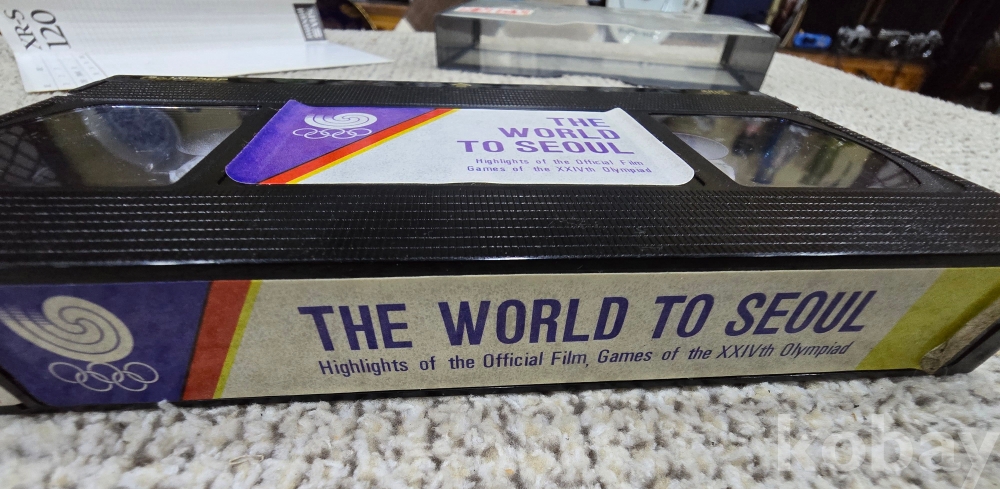 XRS
120
THE
WORLD
TO SEOUL
Highlights of the Official Film
Games of the XXIVth Olympiad
THE WORLD TO SEOUL
Highlights of the Official Film, Games of the XXIVth Olympiad
kobay